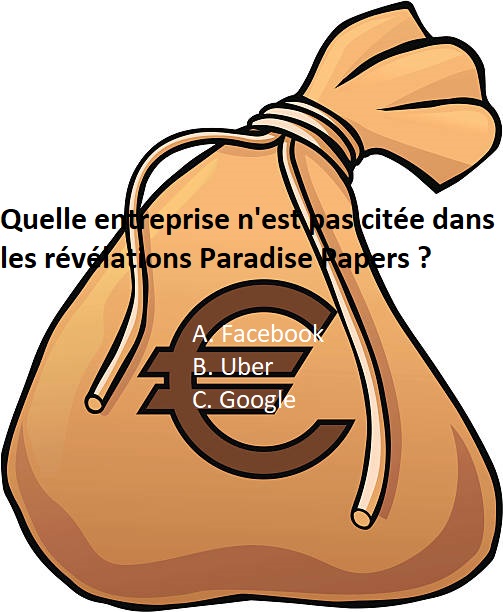 Quelle entreprise n'est pas citée dans
les révélations Paradise Papers ?
A. Facebook
B. Uber
C. Google